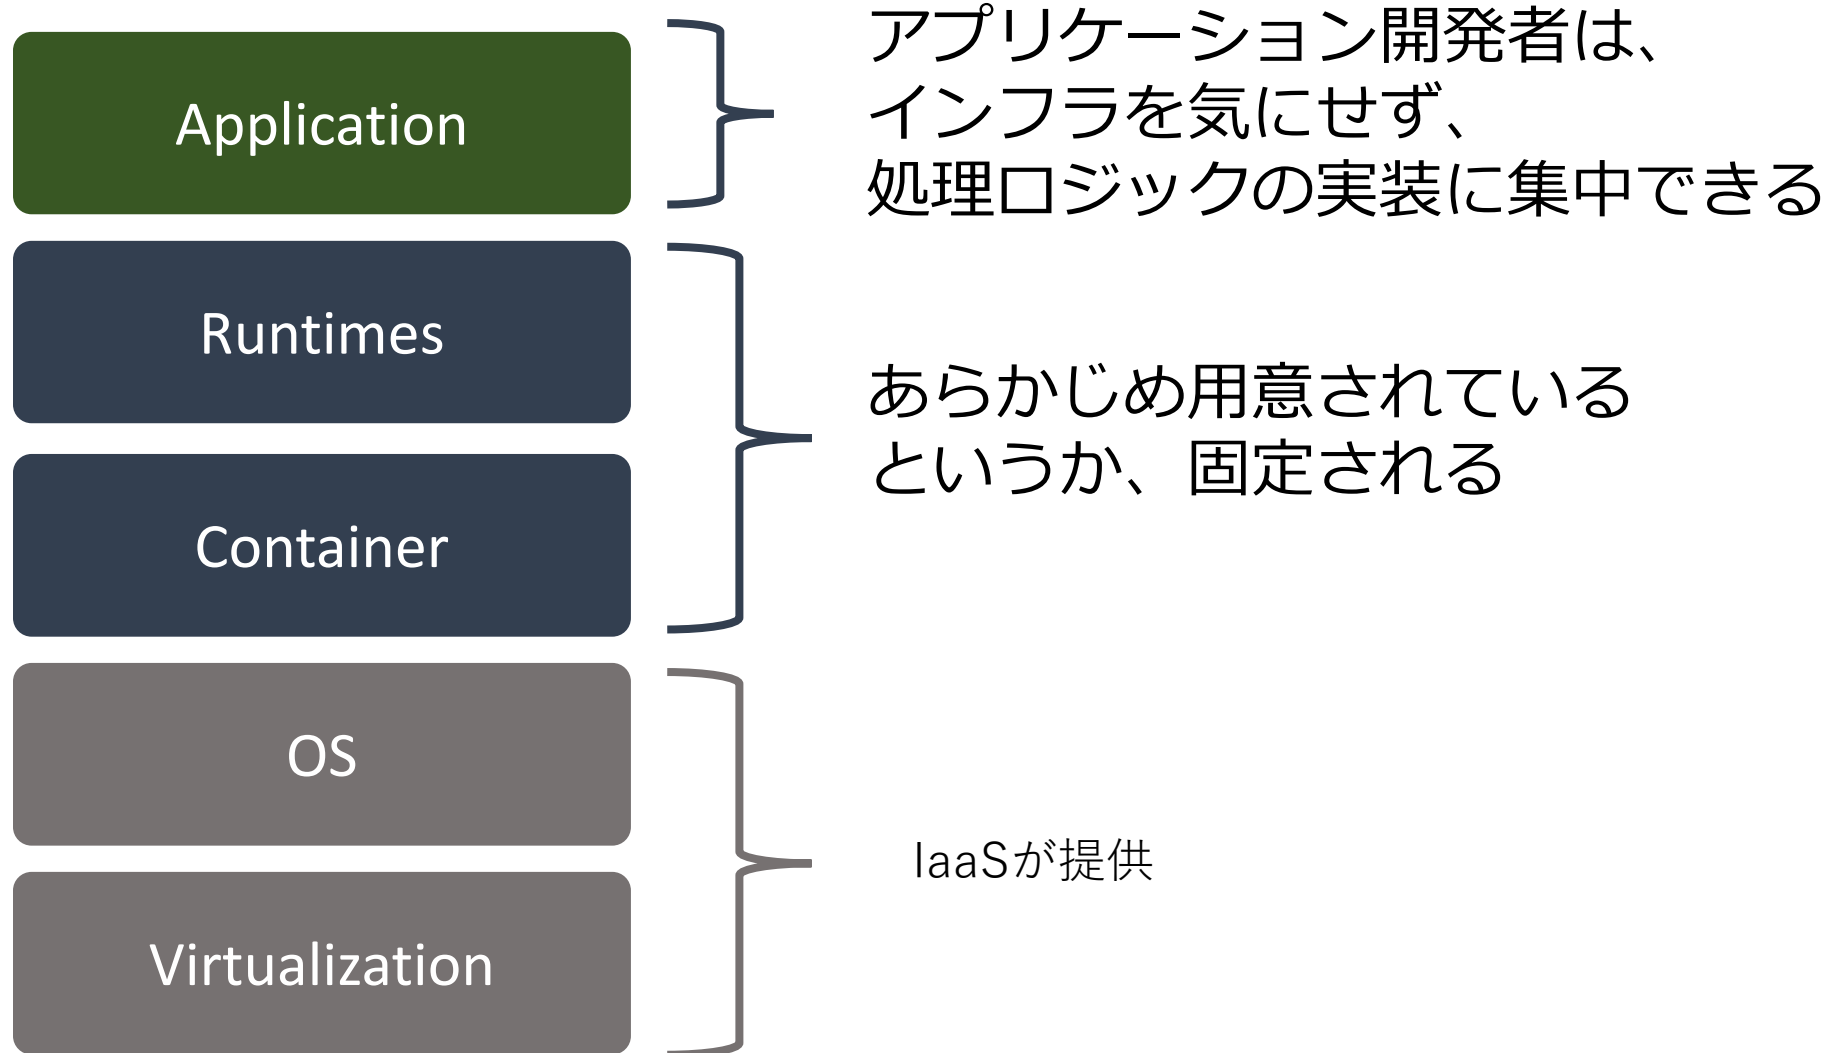 Application
アプリケーション開発者は、
インフラを気にせず、
処理ロジックの実装に集中できる
Runtimes
Container
あらかじめ用意されている
というか、固定される
OS
Virtualization
IaaSが提供